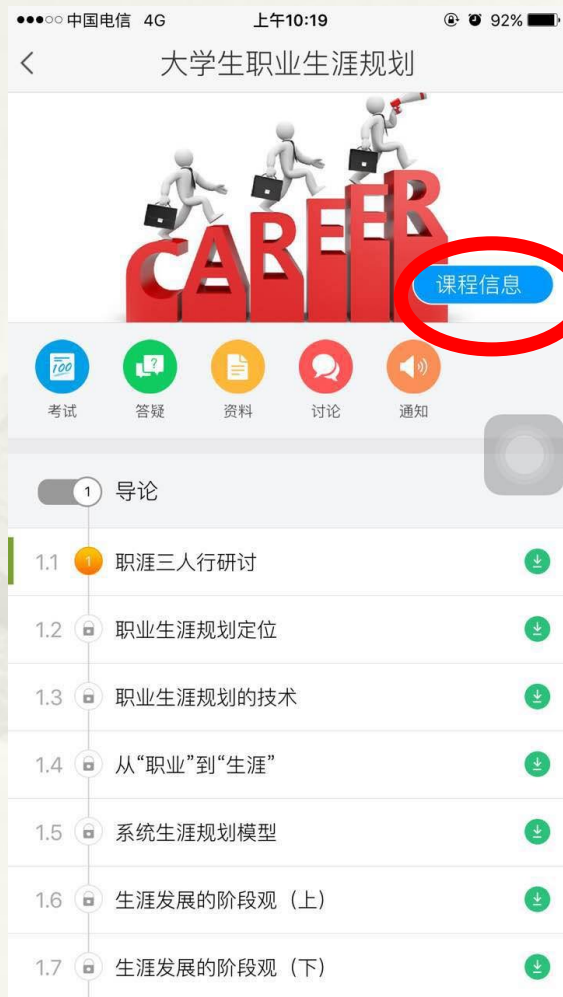 中国电信 4G 上午10:19 92%
大学生职业生涯规划
CAREER
课程信息
100
?
考试 答疑 资料 讨论 通知
1 导论
1.1 1 职涯三人行研讨
1.2 职业生涯规划定位
1.3 职业生涯规划的技术
1.4 从“职业”到“生涯”
1.5 系统生涯规划模型
1.6 生涯发展的阶段观（上）
1.7 生涯发展的阶段观（下）